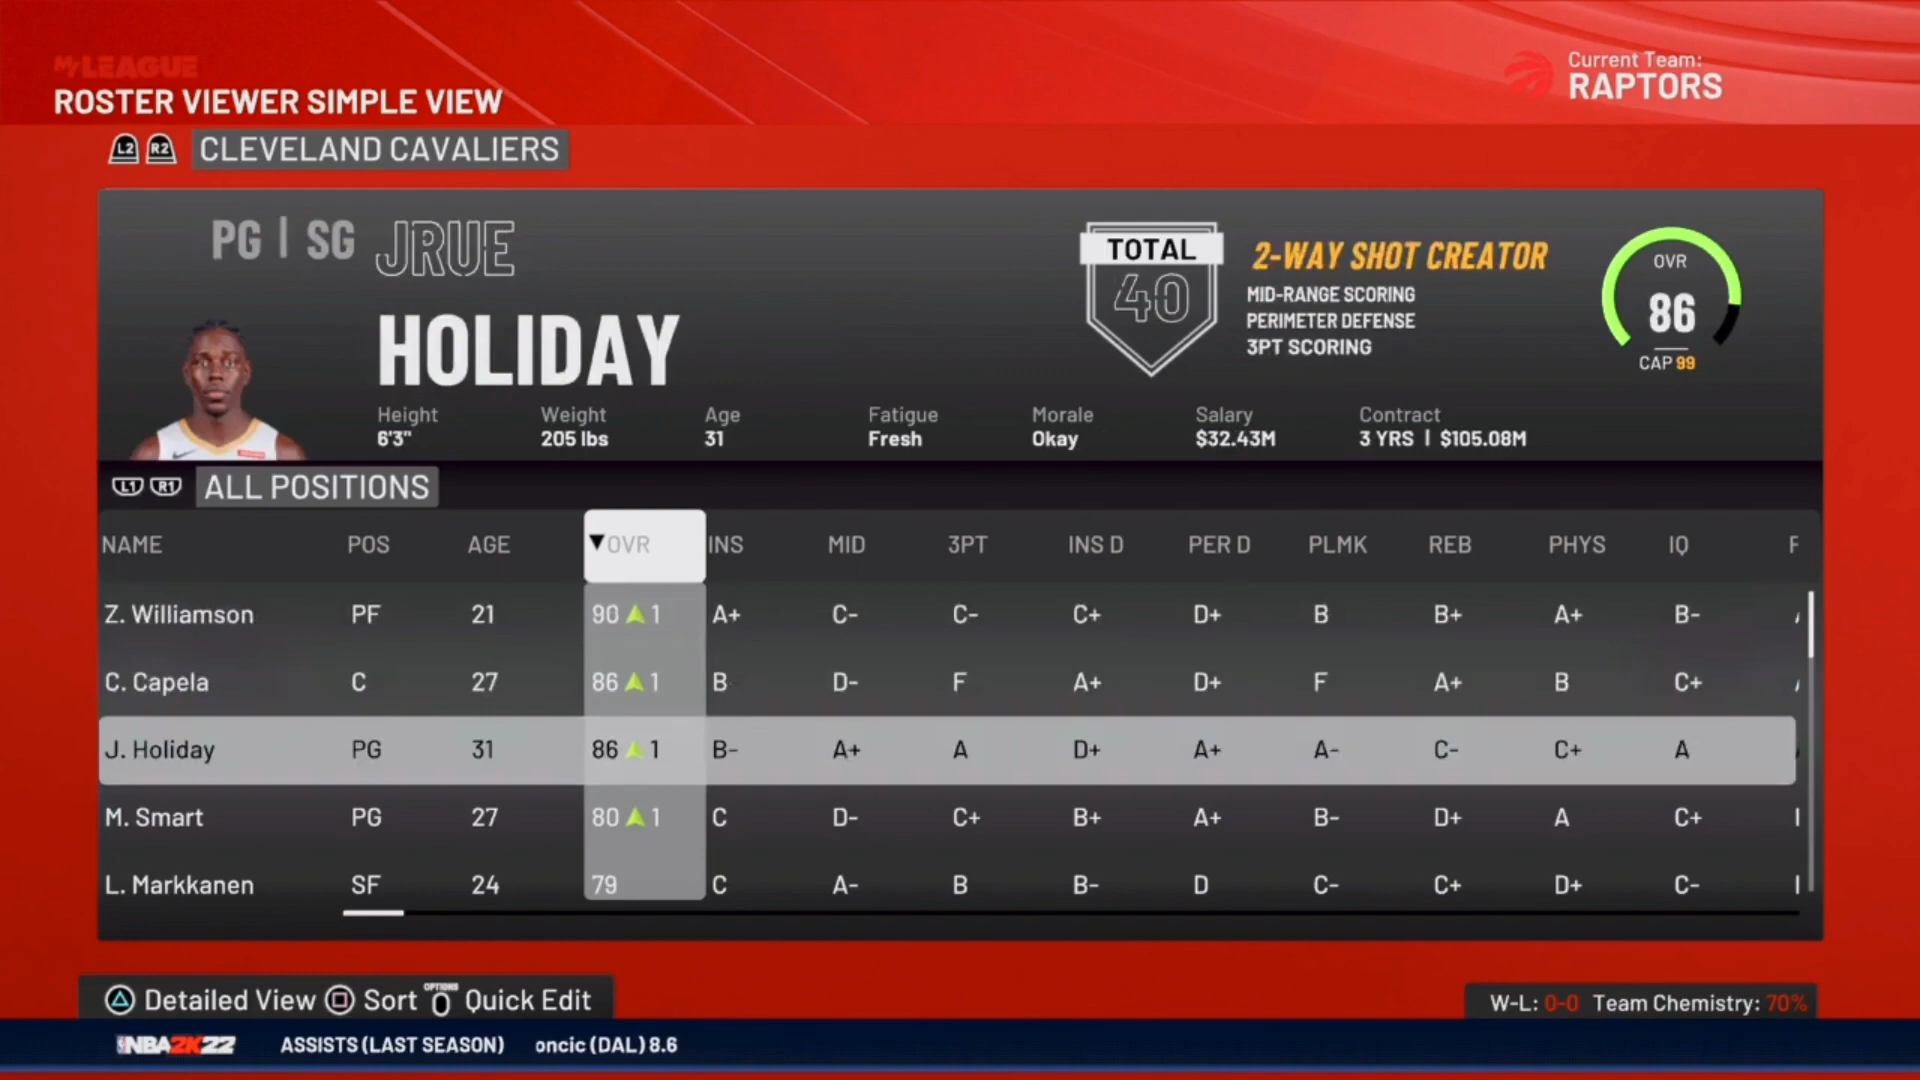 MyLEAGUE
ROSTER VIEWER SIMPLE VIEW
Current Team:
RAPTORS
L2 R2 CLEVELAND CAVALIERS
PG | SG JRUE
HOLIDAY
TOTAL
40
2-WAY SHOT CREATOR
MID-RANGE SCORING
PERIMETER DEFENSE
3PT SCORING
OVR
86
CAP 99
Height Weight Age Fatigue Morale Salary Contract
6'3" 205 lbs 31 Fresh Okay $32.43M 3 YRS | $105.08M
L1 R1 ALL POSITIONS
NAME POS AGE ▼OVR INS MID 3PT INS D PER D PLMK REB PHYS IQ
Z. Williamson PF 21 90 ▲ 1 A+ C- C- C+ D+ B B+ A+ B-
C. Capela C 27 86 ▲ 1 B D- F A+ D+ F A+ B C+
J. Holiday PG 31 86 ▲ 1 B- A+ A D+ A+ A- C- C+ A
M. Smart PG 27 80 ▲ 1 C D- C+ B+ A+ B- D+ A C+
L. Markkanen SF 24 79 C A- B B- D C- C+ D+ C-
Detailed View Sort OPTIONS Quick Edit
W-L: 0-0 Team Chemistry: 70%
NBA2K22 ASSISTS (LAST SEASON) oncic (DAL) 8.6